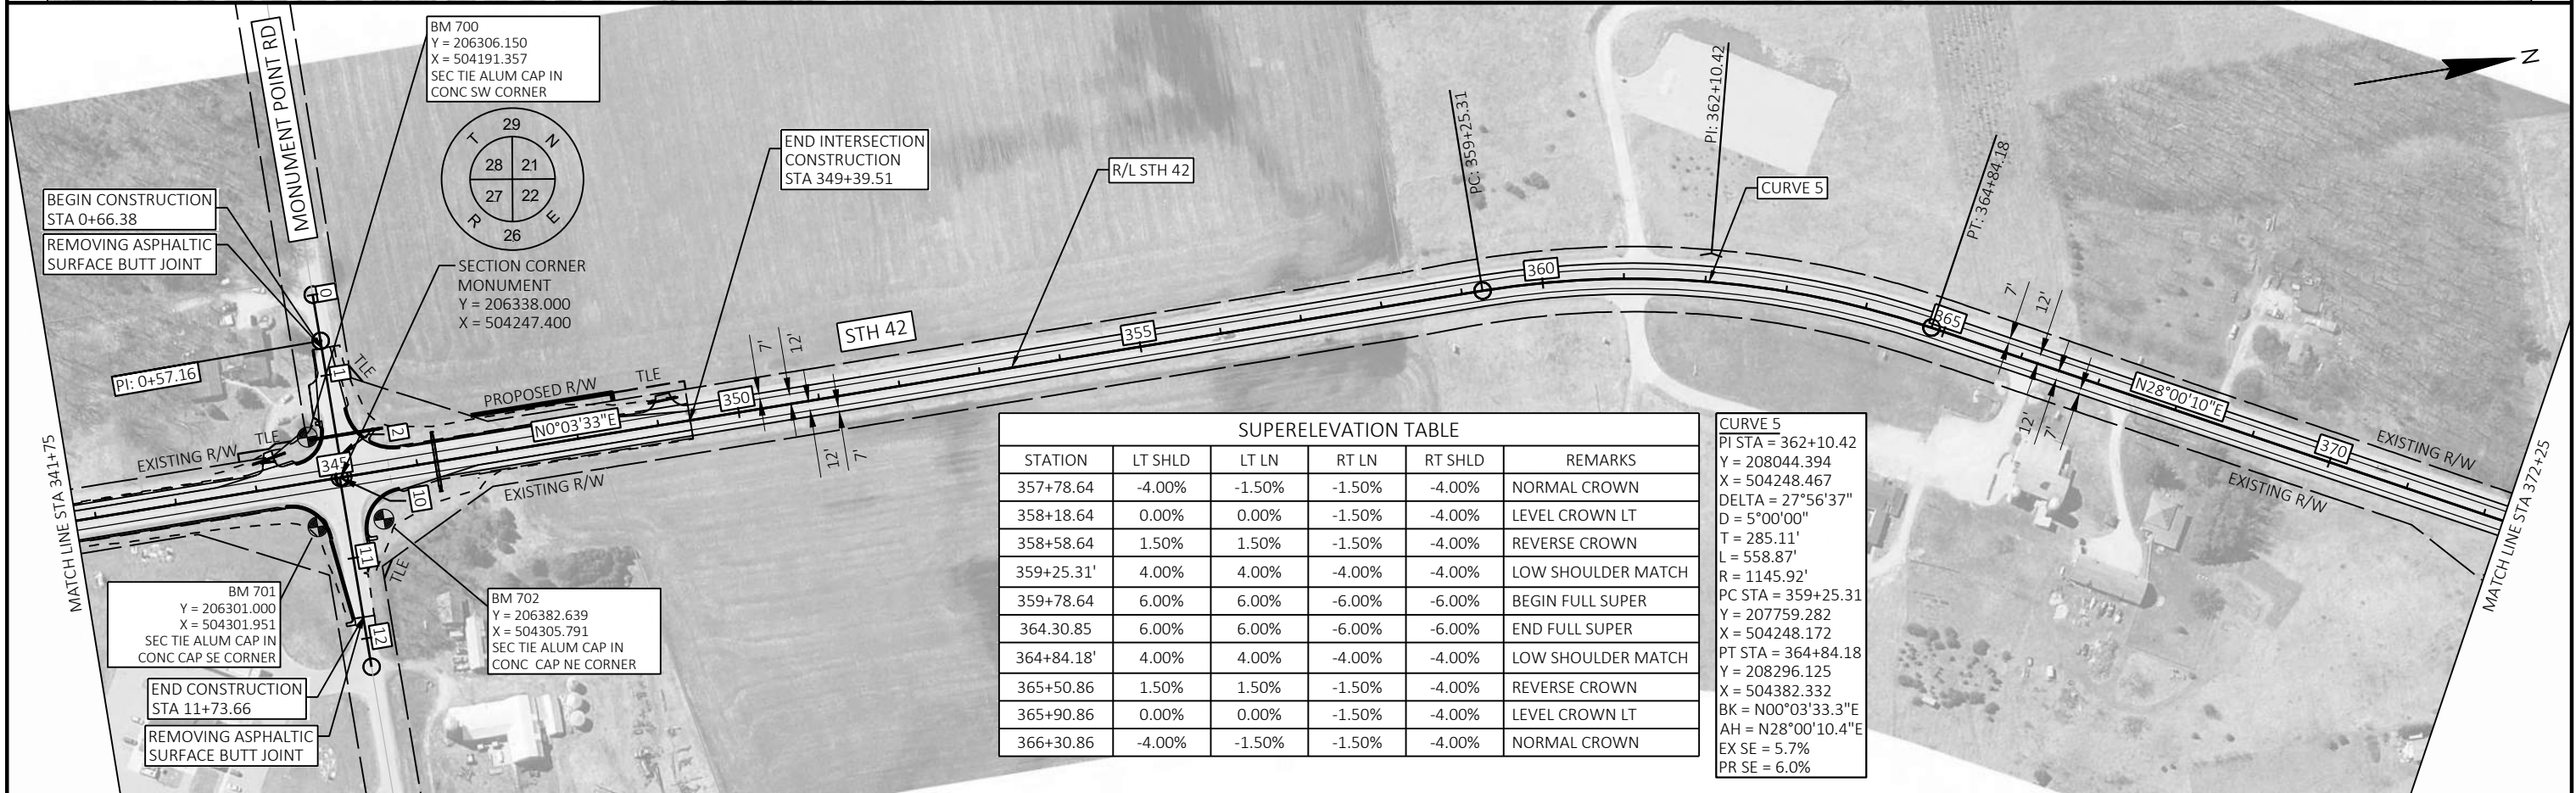 BM 700
Y = 206306.150
X = 504191.357
SEC TIE ALUM CAP IN
CONC SW CORNER
MONUMENT POINT RD
T 29 N
28 21
27 22
R 26 E
BEGIN CONSTRUCTION
STA 0+66.38
REMOVING ASPHALTIC
SURFACE BUTT JOINT
SECTION CORNER
MONUMENT
Y = 206338.000
X = 504247.400
END INTERSECTION
CONSTRUCTION
STA 349+39.51
R/L STH 42
PC: 359+25.31
PI: 362+10.42
CURVE 5
PT: 364+84.18
N
PI: 0+57.16
0
1
2
TLE
PROPOSED R/W
TLE
N0°03'33"E
350
7'
12'
12'
7'
STH 42
355
360
365
7'
12'
12'
7'
N28°00'10"E
370
EXISTING R/W
EXISTING R/W
MATCH LINE STA 372+25
MATCH LINE STA 341+75
EXISTING R/W
TLE
345
10
EXISTING R/W
11
TLE
12
BM 701
Y = 206301.000
X = 504301.951
SEC TIE ALUM CAP IN
CONC CAP SE CORNER
BM 702
Y = 206382.639
X = 504305.791
SEC TIE ALUM CAP IN
CONC CAP NE CORNER
END CONSTRUCTION
STA 11+73.66
REMOVING ASPHALTIC
SURFACE BUTT JOINT
SUPERELEVATION TABLE
STATION LT SHLD LT LN RT LN RT SHLD REMARKS
357+78.64 -4.00% -1.50% -1.50% -4.00% NORMAL CROWN
358+18.64 0.00% 0.00% -1.50% -4.00% LEVEL CROWN LT
358+58.64 1.50% 1.50% -1.50% -4.00% REVERSE CROWN
359+25.31' 4.00% 4.00% -4.00% -4.00% LOW SHOULDER MATCH
359+78.64 6.00% 6.00% -6.00% -6.00% BEGIN FULL SUPER
364.30.85 6.00% 6.00% -6.00% -6.00% END FULL SUPER
364+84.18' 4.00% 4.00% -4.00% -4.00% LOW SHOULDER MATCH
365+50.86 1.50% 1.50% -1.50% -4.00% REVERSE CROWN
365+90.86 0.00% 0.00% -1.50% -4.00% LEVEL CROWN LT
366+30.86 -4.00% -1.50% -1.50% -4.00% NORMAL CROWN
CURVE 5
PI STA = 362+10.42
Y = 208044.394
X = 504248.467
DELTA = 27°56'37"
D = 5°00'00"
T = 285.11'
L = 558.87'
R = 1145.92'
PC STA = 359+25.31
Y = 207759.282
X = 504248.172
PT STA = 364+84.18
Y = 208296.125
X = 504382.332
BK = N00°03'33.3"E
AH = N28°00'10.4"E
EX SE = 5.7%
PR SE = 6.0%